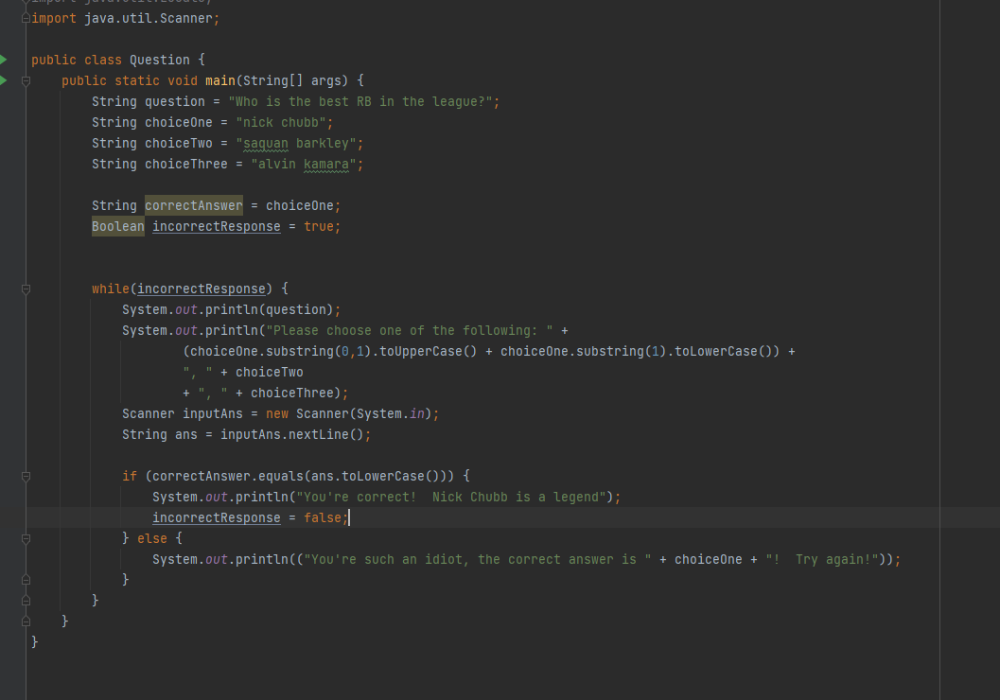 import java.util.Scanner;
public class Question {
public static void main(String[] args) {
String question = "Who is the best RB in the league?";
String choiceOne = "nick chubb";
String choiceTwo = "saquan barkley";
String choiceThree = "alvin kamara";
String correctAnswer = choiceOne;
Boolean incorrectResponse = true;
while(incorrectResponse) {
System.out.println(question);
System.out.println("Please choose one of the following: " +
(choiceOne.substring(0,1).toUpperCase() + choiceOne.substring(1).toLowerCase()) +
", " + choiceTwo
+ ", " + choiceThree);
Scanner inputAns = new Scanner(System.in);
String ans = inputAns.nextLine();
if (correctAnswer.equals(ans.toLowerCase())) {
System.out.println("You're correct!  Nick Chubb is a legend");
incorrectResponse = false;
} else {
System.out.println(("You're such an idiot, the correct answer is " + choiceOne + "!  Try again!"));
}
}
}
}